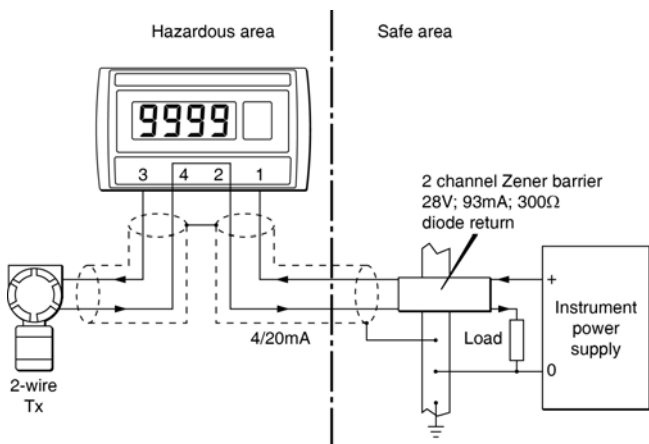 Hazardous area
Safe area
9999
3 4 2 1
2 channel Zener barrier
28V; 93mA; 300Ω
diode return
+
Instrument
power
supply
Load
4/20mA
0
2-wire
Tx